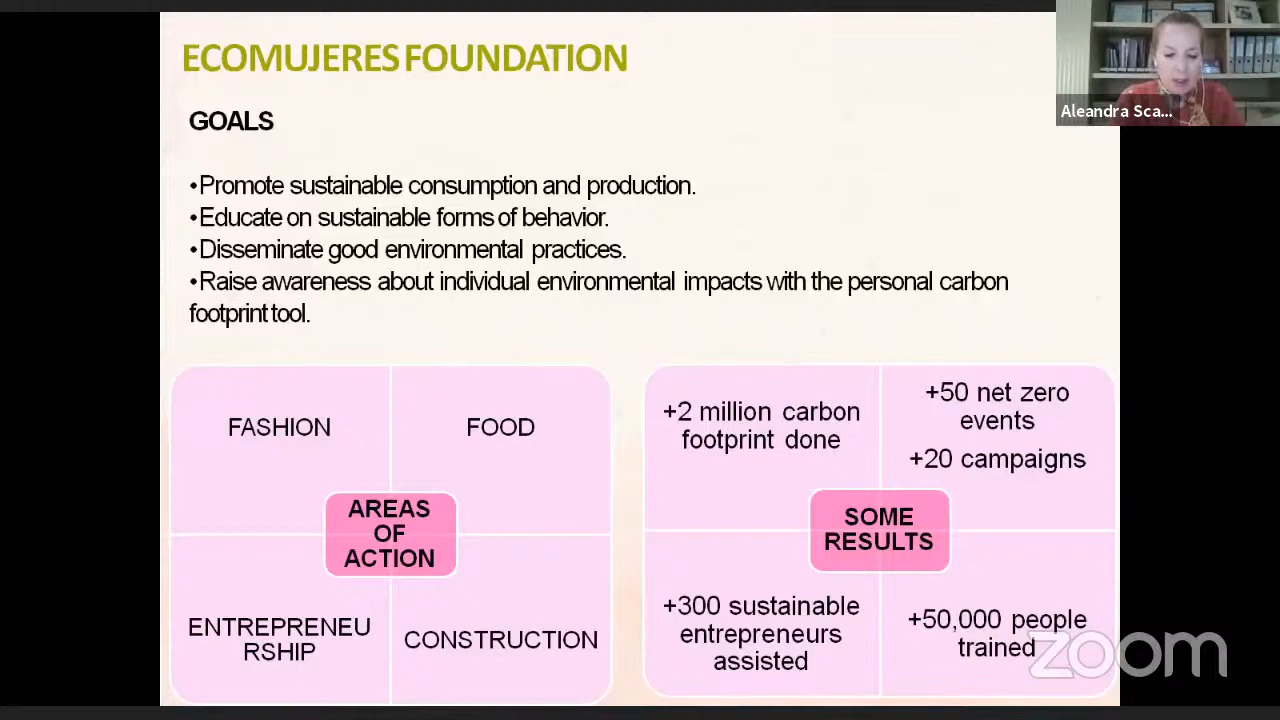 ECOMUJERES FOUNDATION
Aleandra Sca...
GOALS
•Promote sustainable consumption and production.
•Educate on sustainable forms of behavior.
•Disseminate good environmental practices.
•Raise awareness about individual environmental impacts with the personal carbon
footprint tool.
FASHION
FOOD
AREAS
OF
ACTION
ENTREPRENEU
RSHIP
CONSTRUCTION
+2 million carbon
footprint done
+50 net zero
events
+20 campaigns
SOME
RESULTS
+300 sustainable
entrepreneurs
assisted
+50,000 people
trained
zoom